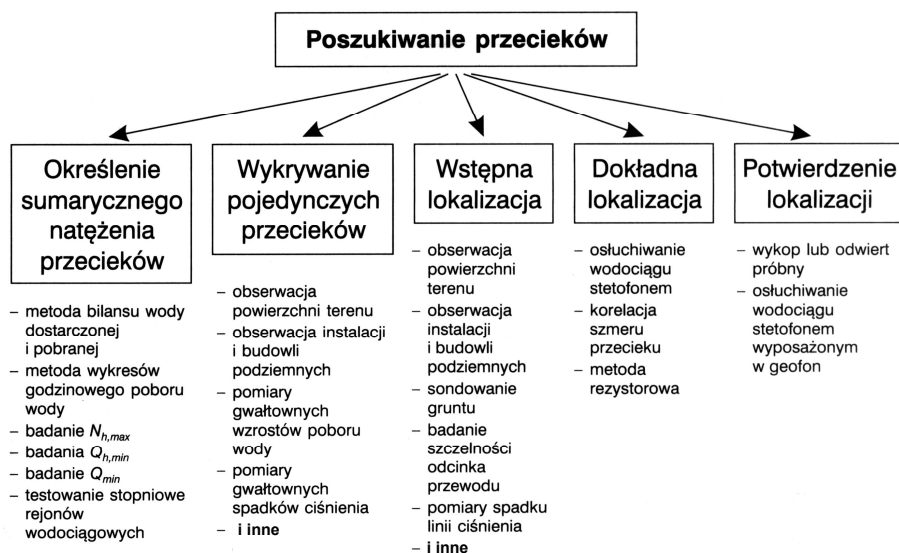 Poszukiwanie przecieków
Określenie
sumarycznego
natężenia
przecieków
– metoda bilansu wody
dostarczonej
i pobranej
– metoda wykresów
godzinowego poboru
wody
– badanie N_{h,max}
– badania Q_{h,min}
– badanie Q_{min}
– testowanie stopniowe
rejonów
wodociągowych
Wykrywanie
pojedynczych
przecieków
– obserwacja
powierzchni terenu
– obserwacja instalacji
i budowli
podziemnych
– pomiary
gwałtownych
wzrostów poboru
wody
– pomiary
gwałtownych
spadków ciśnienia
– i inne
Wstępna
lokalizacja
– obserwacja
powierzchni
terenu
– obserwacja
instalacji
i budowli
podziemnych
– sondowanie
gruntu
– badanie
szczelności
odcinka
przewodu
– pomiary spadku
linii ciśnienia
– i inne
Dokładna
lokalizacja
– osłuchiwanie
wodociągu
stetofonem
– korelacja
szmeru
przecieku
– metoda
rezystorowa
Potwierdzenie
lokalizacji
– wykop lub odwiert
próbny
– osłuchiwanie
wodociągu
stetofonem
wyposażonym
w geofon